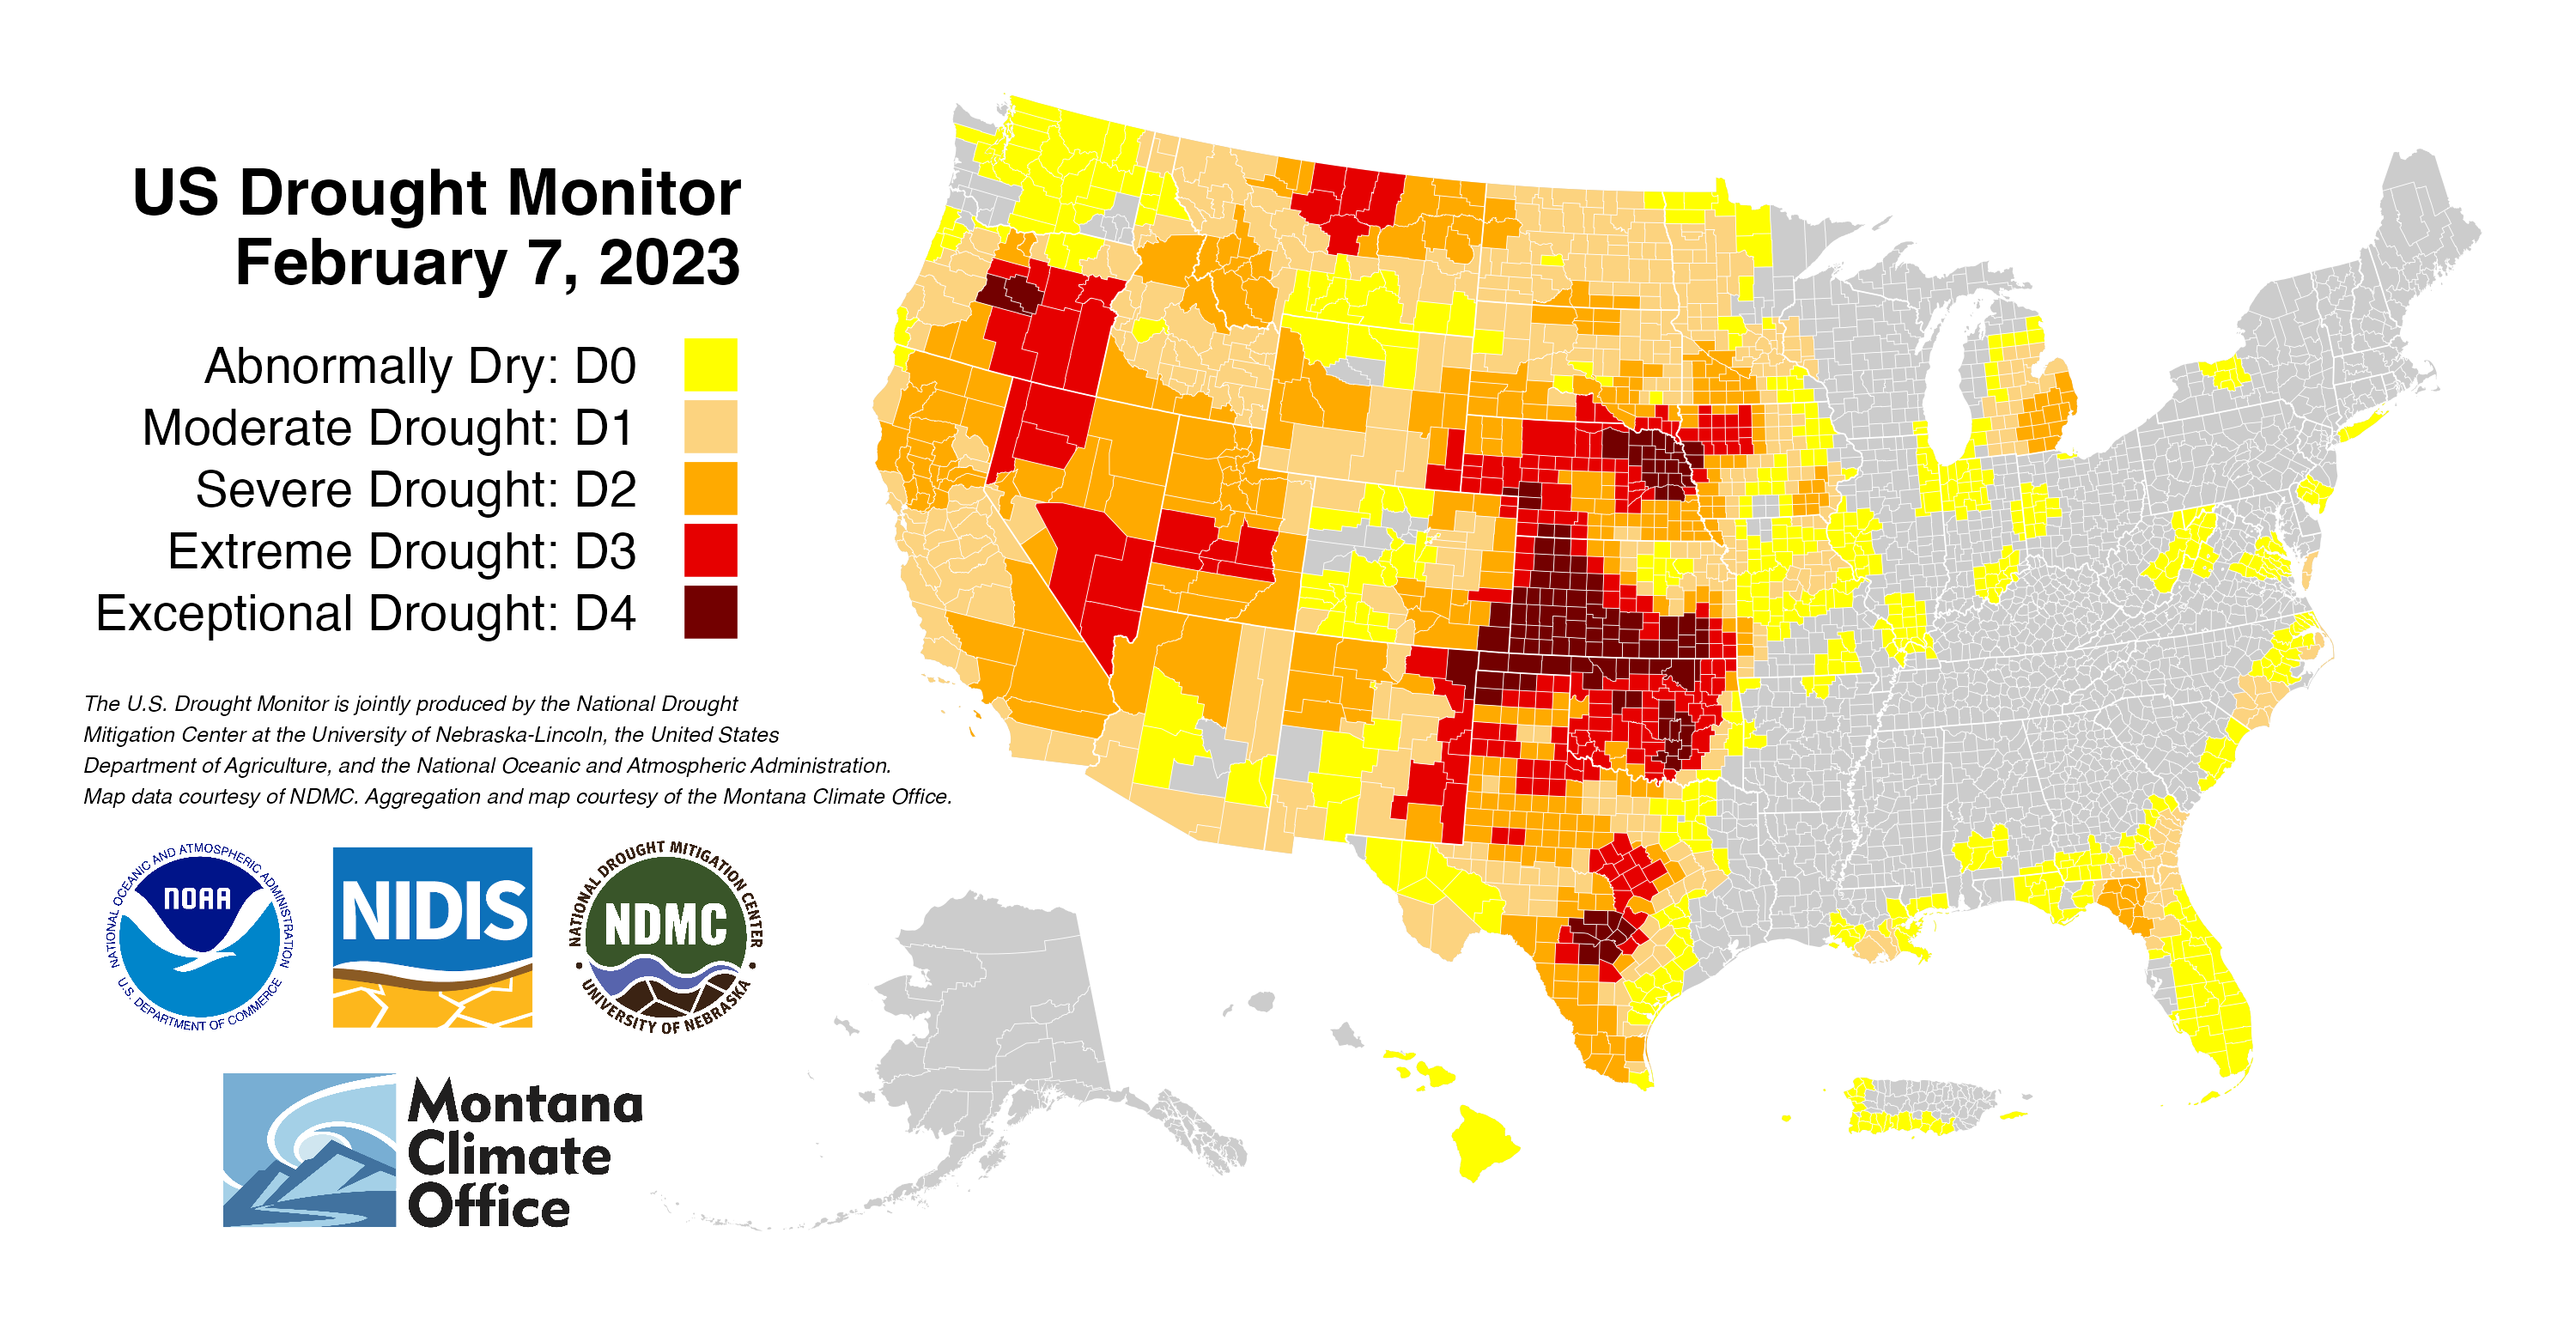 US Drought Monitor
February 7, 2023
Abnormally Dry: D0
Moderate Drought: D1
Severe Drought: D2
Extreme Drought: D3
Exceptional Drought: D4
The U.S. Drought Monitor is jointly produced by the National Drought
Mitigation Center at the University of Nebraska-Lincoln, the United States
Department of Agriculture, and the National Oceanic and Atmospheric Administration.
Map data courtesy of NDMC. Aggregation and map courtesy of the Montana Climate Office.
NATIONAL OCEANIC AND ATMOSPHERIC ADMINISTRATION
NOAA
U.S. DEPARTMENT OF COMMERCE
NIDIS
NATIONAL DROUGHT MITIGATION CENTER
NDMC
UNIVERSITY OF NEBRASKA
Montana
Climate
Office